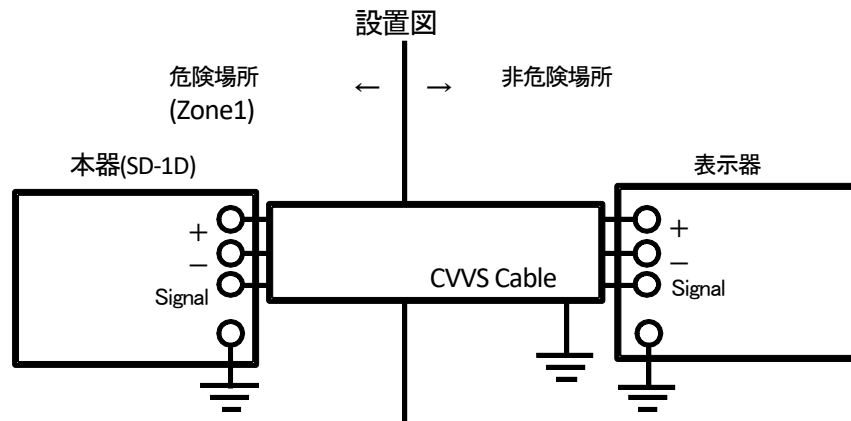 設置図
危険場所
(Zone1)
← →
非危険場所
本器(SD-1D)
表示器
+
−
Signal
CVVS Cable
+
−
Signal